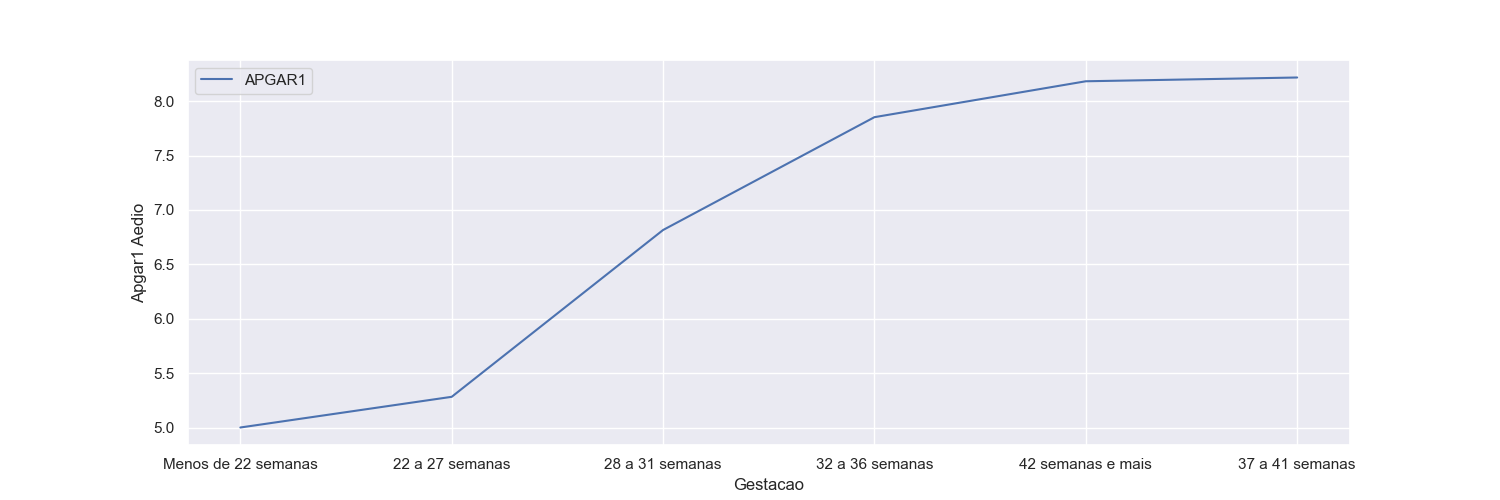 APGAR1
8.0
7.5
7.0
6.5
6.0
5.5
5.0
Apgar1 Aedio
Menos de 22 semanas
22 a 27 semanas
28 a 31 semanas
32 a 36 semanas
42 semanas e mais
37 a 41 semanas
Gestacao